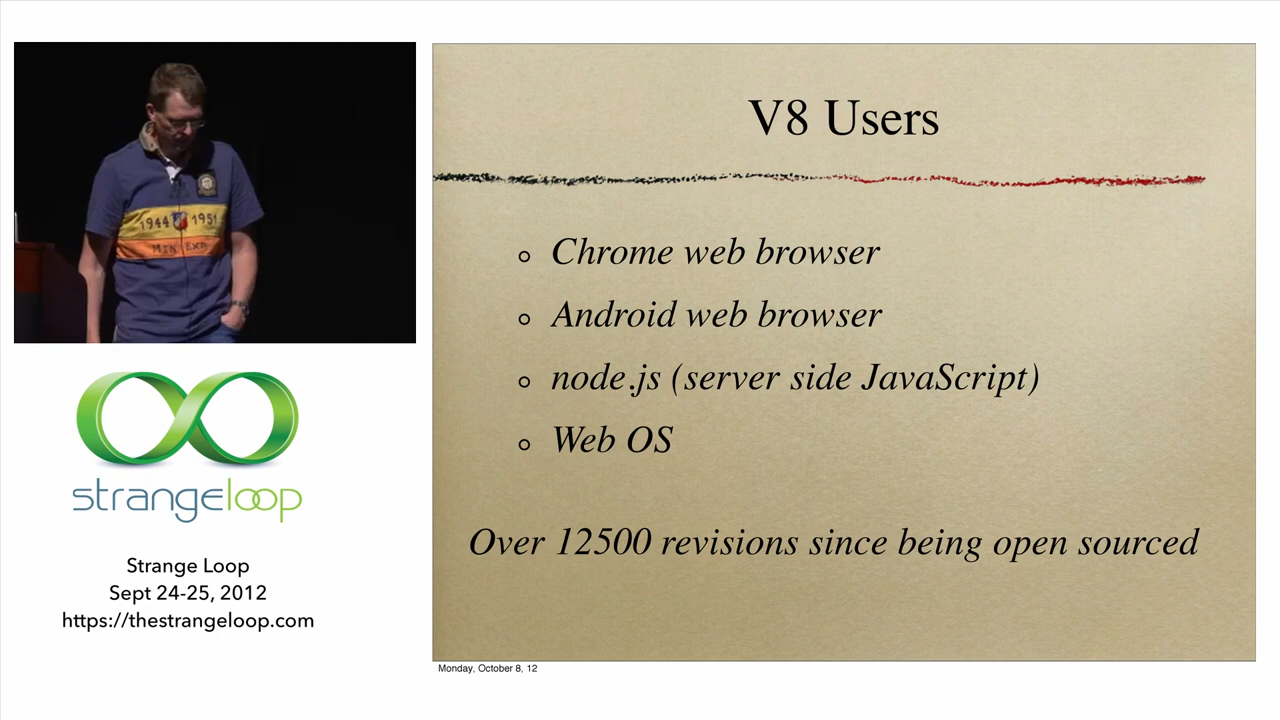 1944 1951
MIN EXP
strangeloop
Strange Loop
Sept 24-25, 2012
https://thestrangeloop.com
V8 Users
Chrome web browser
Android web browser
node.js (server side JavaScript)
Web OS
Over 12500 revisions since being open sourced
Monday, October 8, 12